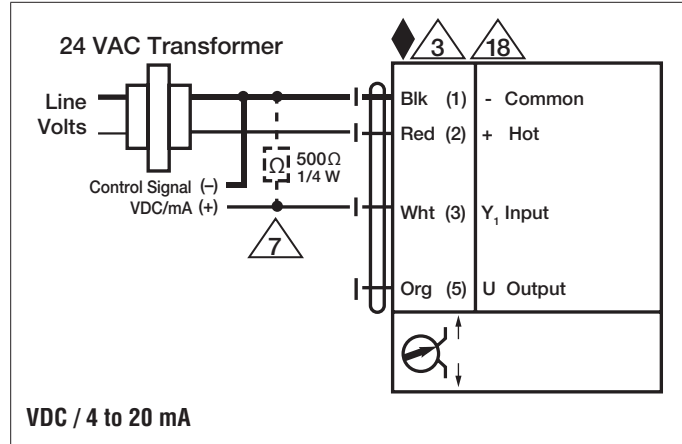 24 VAC Transformer
3
18
Line
Volts
Blk (1) - Common
Red (2) + Hot
Ω
500Ω
1/4 W
Control Signal (–)
VDC/mA (+)
7
Wht (3) Y1 Input
Org (5) U Output
VDC / 4 to 20 mA